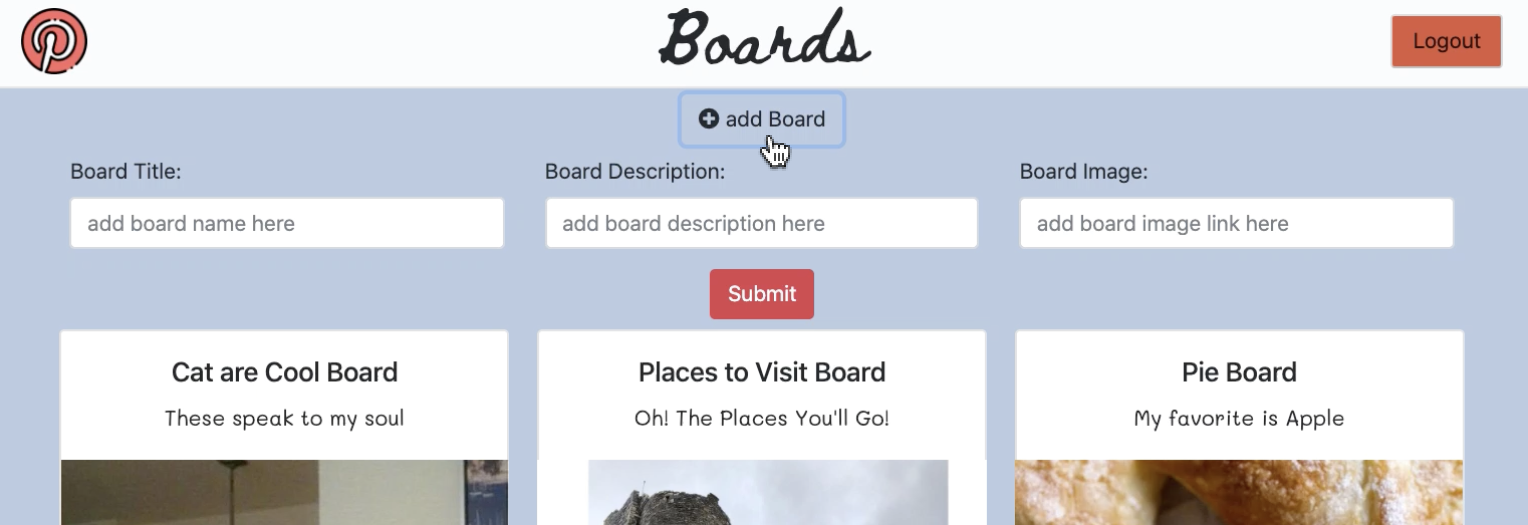 Boards
Logout
add Board
Board Title:
Board Description:
Board Image:
add board name here
add board description here
add board image link here
Submit
Cat are Cool Board
Places to Visit Board
Pie Board
These speak to my soul
Oh! The Places You'll Go!
My favorite is Apple